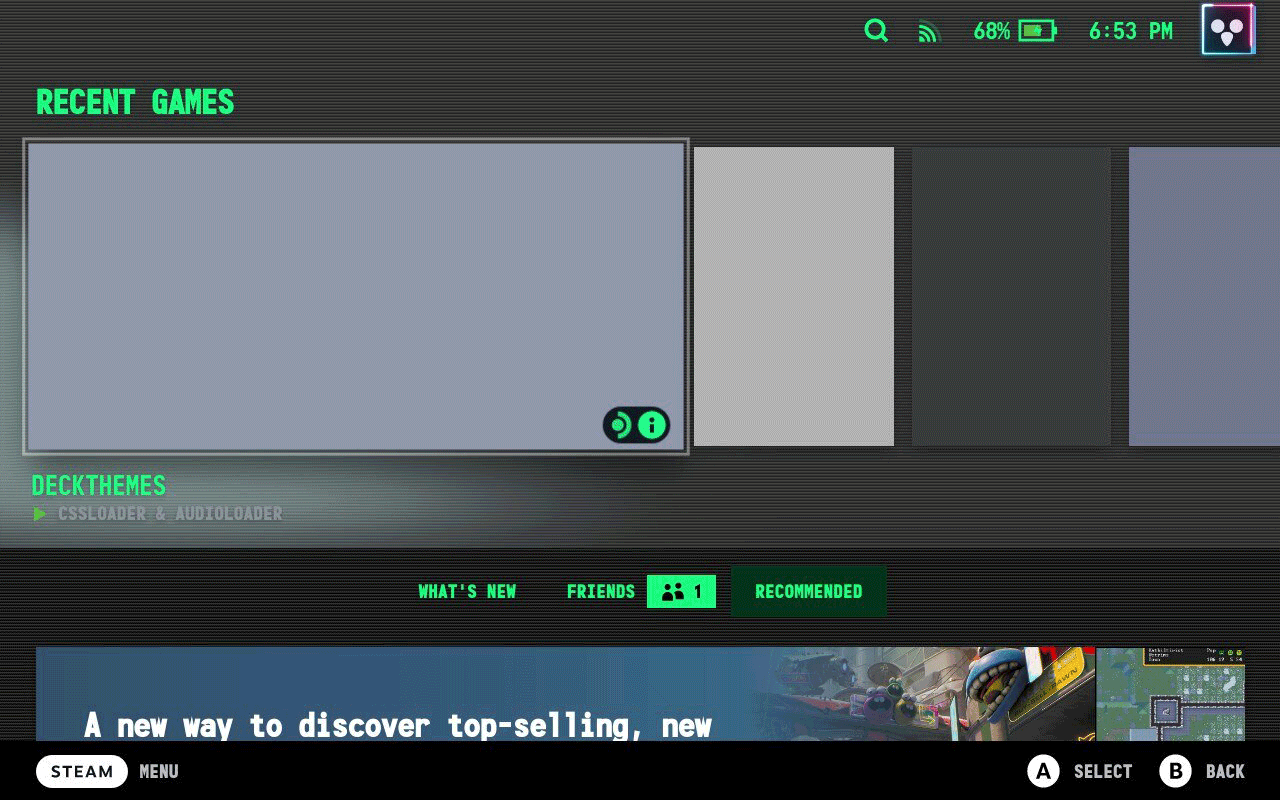 68% 6:53 PM
RECENT GAMES
DECKTHEMES
CSSLOADER & AUDIOLOADER
WHAT'S NEW FRIENDS 1 RECOMMENDED
A new way to discover top-selling, new
STEAM MENU A SELECT B BACK